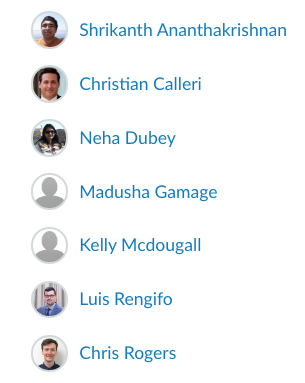 Shrikanth Ananthakrishnan
Christian Calleri
Neha Dubey
Madusha Gamage
Kelly Mcdougall
Luis Rengifo
Chris Rogers